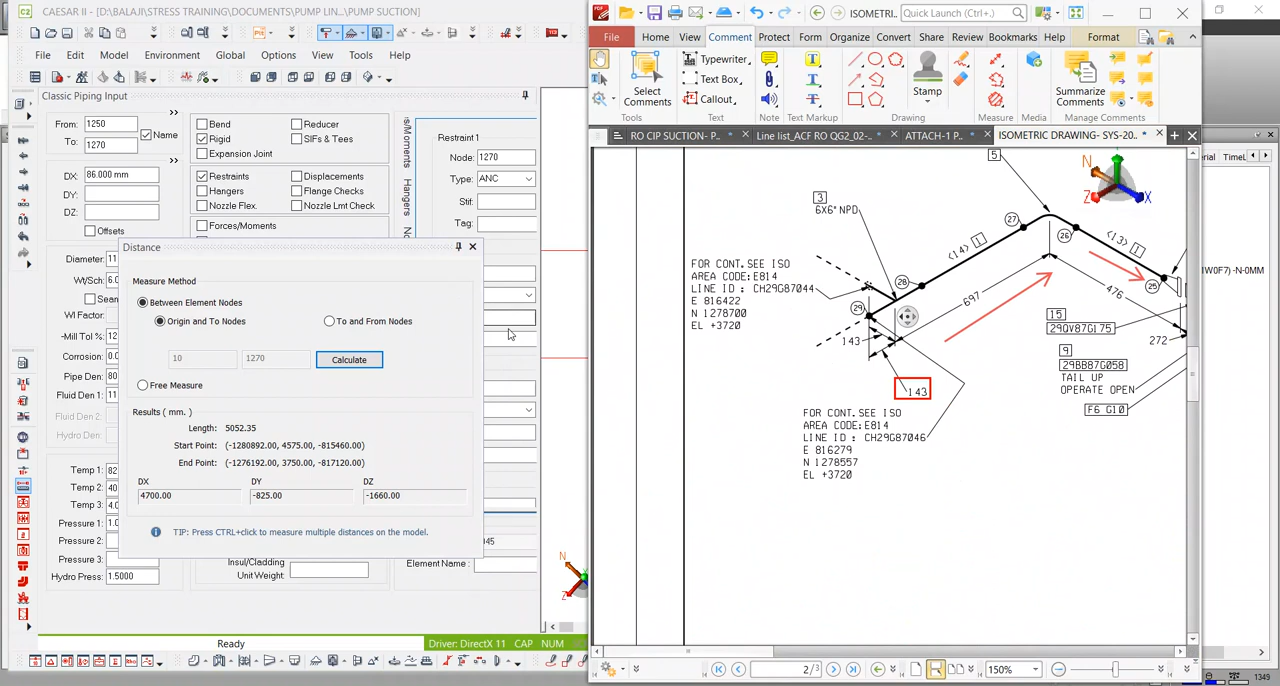 CAESAR II - [D:\BALAJI\STRESS TRAINING\DOCUMENTS\PUMP LIN...\PUMP SUCTION]
File Edit Model Environment Global View Options Tools Help
Classic Piping Input
From: 1250
To: 1270
Name
>>
DX: 86.000 mm
DY:
DZ:
Offsets
Bend
Reducer
Rigid
SIFs & Tees
Expansion Joint
Restraints
Displacements
Hangers
Flange Checks
Nozzle Flex.
Nozzle Lmt Check
Forces/Moments
Restraint 1
Node: 1270
Type: ANC
Stif:
Tag:
Hangers
Diameter:
Wt/Sch:
Wl Factor:
-Mill Tol %:
Corrosion:
Pipe Den:
Fluid Den 1:
Fluid Den 2:
Hydro Den:
Temp 1:
Temp 2:
Temp 3:
Pressure 1:
Pressure 2:
Pressure 3:
Hydro Press: 1.5000
Insul/Cladding
Unit Weight:
Element Name :
Distance
Measure Method
Between Element Nodes
Origin and To Nodes
To and From Nodes
10
1270
Calculate
Free Measure
Results ( mm. )
Length: 5052.35
Start Point: (-1280892.00, 4575.00, -815460.00)
End Point: (-1276192.00, 3750.00, -817120.00)
DX
DY
DZ
4700.00
-825.00
-1660.00
TIP: Press CTRL+click to measure multiple distances on the model.
Ready
Driver: DirectX 11 CAP NUM
ISOMETRI...
Quick Launch (Ctrl+.)
File Home View Comment Protect Form Organize Convert Share Review Bookmarks Help Format
Select
Comments
Tools
Typewriter
Text Box
Callout
Text Markup
Drawing
Stamp
Measure
Media
Summarize
Comments
Manage Comments
RO CIP SUCTION- P...
Line list_ACF RO QG2_02-...
ATTACH-1 P...
ISOMETRIC DRAWING- SYS-20...
5
3
6X6" NPD
27
26
<14> 1
<13> 1
28
25
29
697
476
143
143
272
FOR CONT.SEE ISO
AREA CODE:E814
LINE ID : CH29G87044
E 816422
N 1278700
EL +3720
FOR CONT.SEE ISO
AREA CODE:E814
LINE ID : CH29G87046
E 816279
N 1278557
EL +3720
15
29QV87G175
9
29BB87G058
TAIL UP
OPERATE OPEN
F6 G10
1W0F7) -N-0MM
N
Z
X
2/3
150%
1349